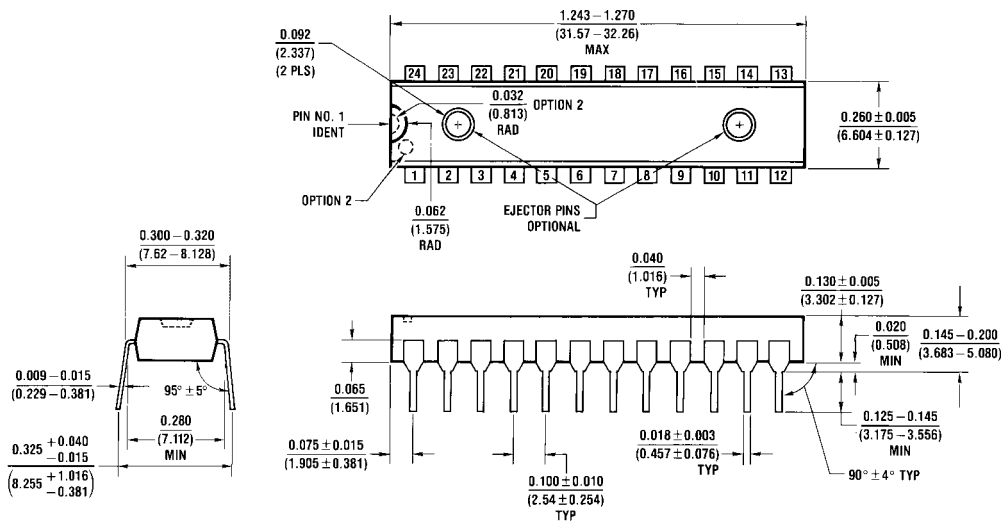 1.243 – 1.270
(31.57 – 32.26)
MAX
0.092
(2.337)
(2 PLS)
24 23 22 21 20 19 18 17 16 15 14 13
0.032
(0.813)
RAD
OPTION 2
PIN NO. 1
IDENT
0.260 ± 0.005
(6.604 ± 0.127)
1 2 3 4 5 6 7 8 9 10 11 12
OPTION 2
0.062
(1.575)
RAD
EJECTOR PINS
OPTIONAL
0.300 – 0.320
(7.62 – 8.128)
0.009 – 0.015
(0.229 – 0.381)
95° ± 5°
0.280
(7.112)
MIN
0.325 +0.040
–0.015
(8.255 +1.016
–0.381)
0.040
(1.016)
TYP
0.130 ± 0.005
(3.302 ± 0.127)
0.020
(0.508)
MIN
0.145 – 0.200
(3.683 – 5.080)
0.065
(1.651)
0.125 – 0.145
(3.175 – 3.556)
0.075 ± 0.015
(1.905 ± 0.381)
0.018 ± 0.003
(0.457 ± 0.076)
TYP
90° ± 4° TYP
0.100 ± 0.010
(2.54 ± 0.254)
TYP